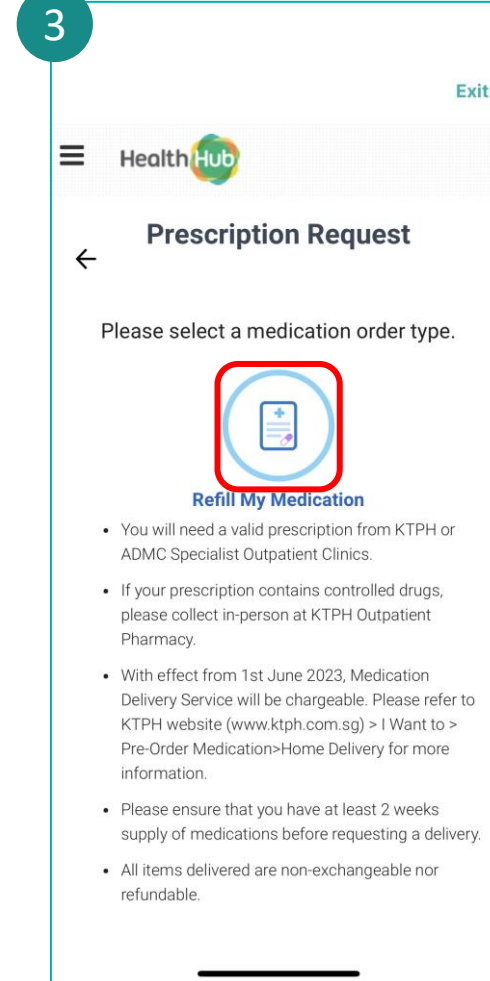 3
Exit
HealthHub
Prescription Request
Please select a medication order type.
Refill My Medication
• You will need a valid prescription from KTPH or
ADMC Specialist Outpatient Clinics.
• If your prescription contains controlled drugs,
please collect in-person at KTPH Outpatient
Pharmacy.
• With effect from 1st June 2023, Medication
Delivery Service will be chargeable. Please refer to
KTPH website (www.ktph.com.sg) > I Want to >
Pre-Order Medication>Home Delivery for more
information.
• Please ensure that you have at least 2 weeks
supply of medications before requesting a delivery.
• All items delivered are non-exchangeable nor
refundable.